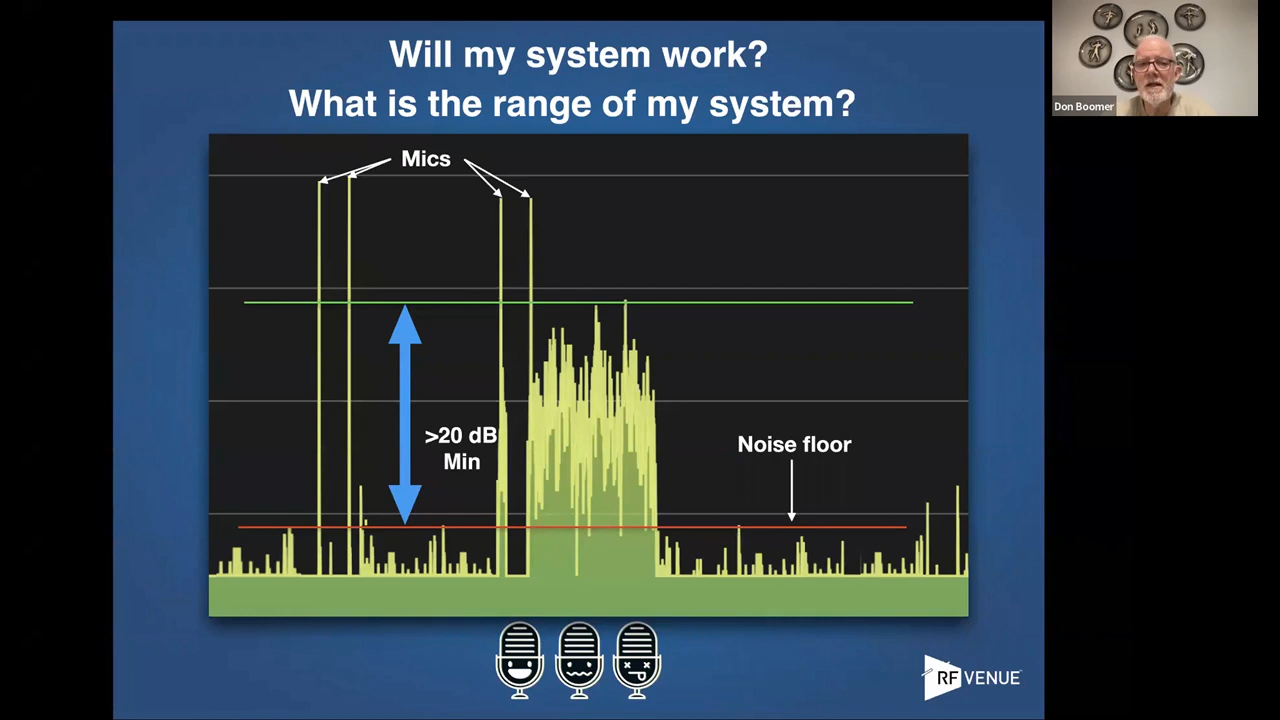 Will my system work?
What is the range of my system?
Don Boomer
Mics
>20 dB
Min
Noise floor
RF VENUE